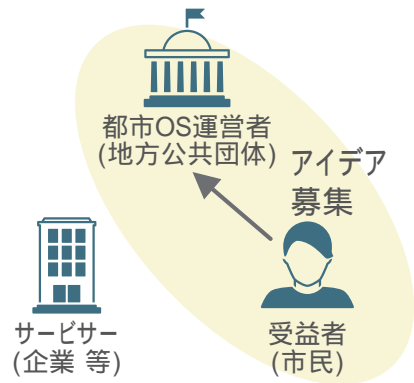 都市OS運営者
(地方公共団体)
アイデア
募集
サービサー
(企業 等)
受益者
(市民)